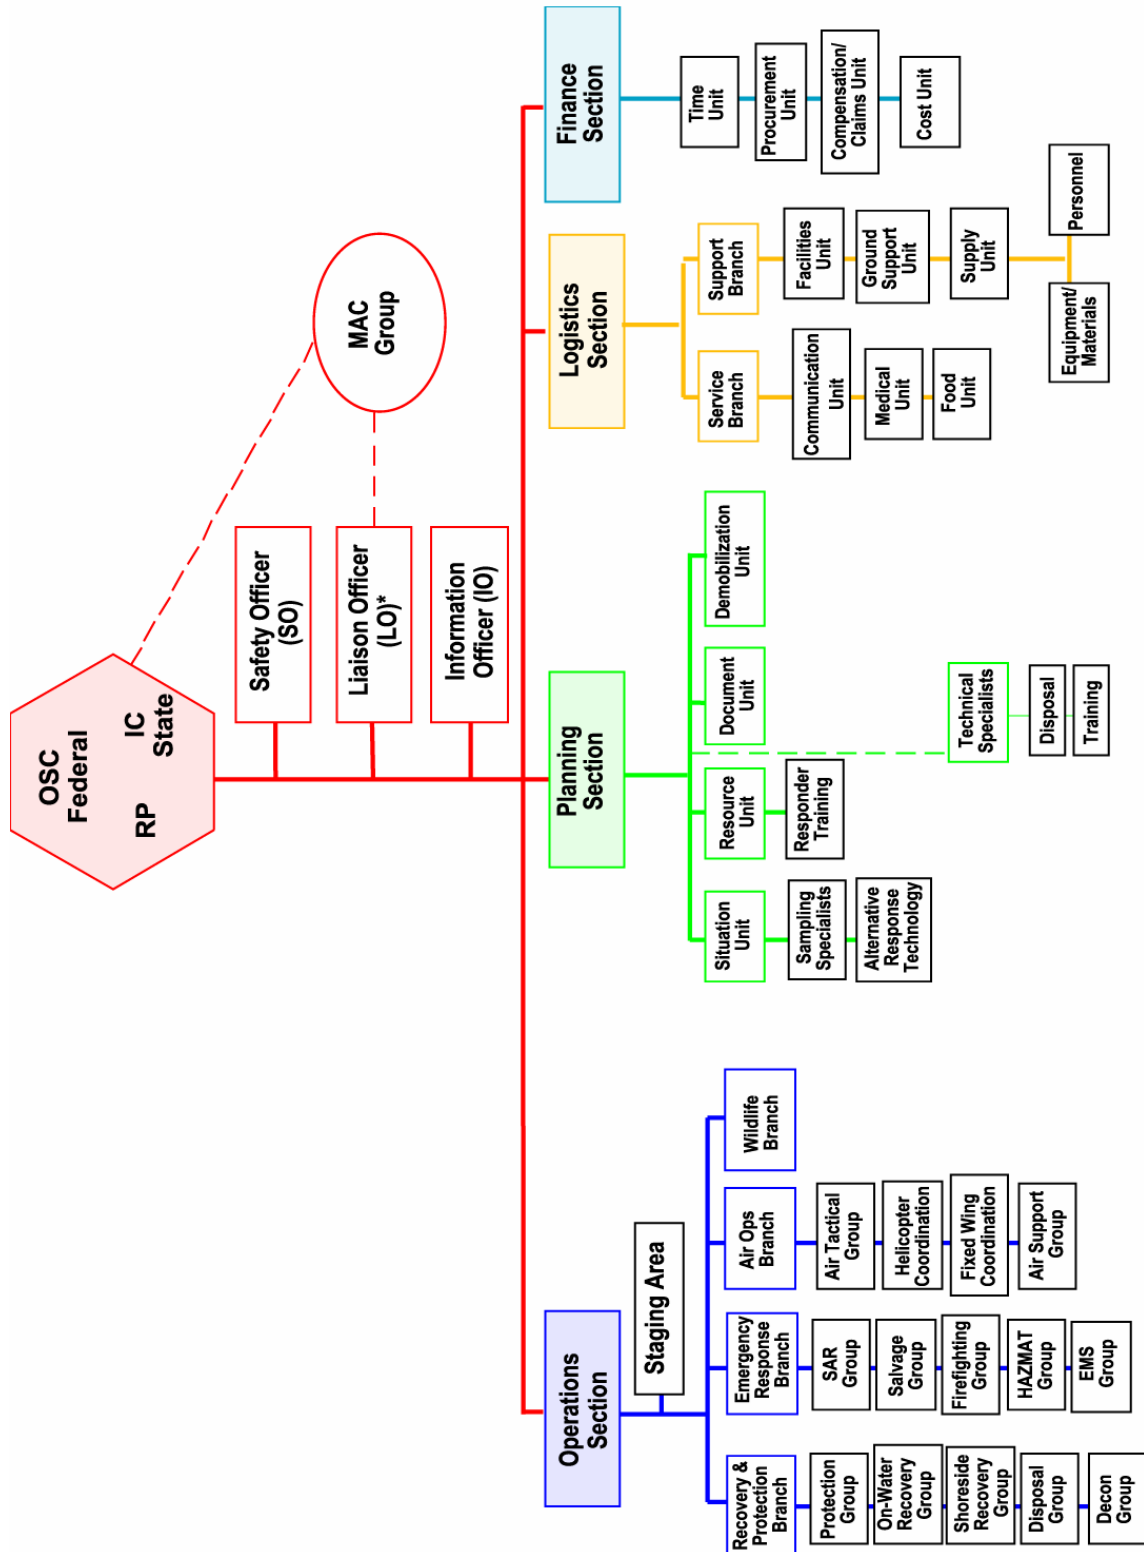 OSC
Federal
RP
IC
State
MAC
Group
Safety Officer
(SO)
Liaison Officer
(LO)*
Information
Officer (IO)
Operations
Section
Staging Area
Recovery &
Protection
Branch
Protection
Group
On-Water
Recovery
Group
Shoreside
Recovery
Group
Disposal
Group
Decon
Group
Emergency
Response
Branch
SAR
Group
Salvage
Group
Firefighting
Group
HAZMAT
Group
EMS
Group
Air Ops
Branch
Air Tactical
Group
Helicopter
Coordination
Fixed Wing
Coordination
Air Support
Group
Wildlife
Branch
Planning
Section
Situation
Unit
Sampling
Specialists
Alternative
Response
Technology
Resource
Unit
Responder
Training
Document
Unit
Demobilization
Unit
Technical
Specialists
Disposal
Training
Logistics
Section
Service
Branch
Communication
Unit
Medical
Unit
Food
Unit
Support
Branch
Facilities
Unit
Ground
Support
Unit
Supply
Unit
Equipment/
Materials
Personnel
Finance
Section
Time
Unit
Procurement
Unit
Compensation/
Claims Unit
Cost Unit